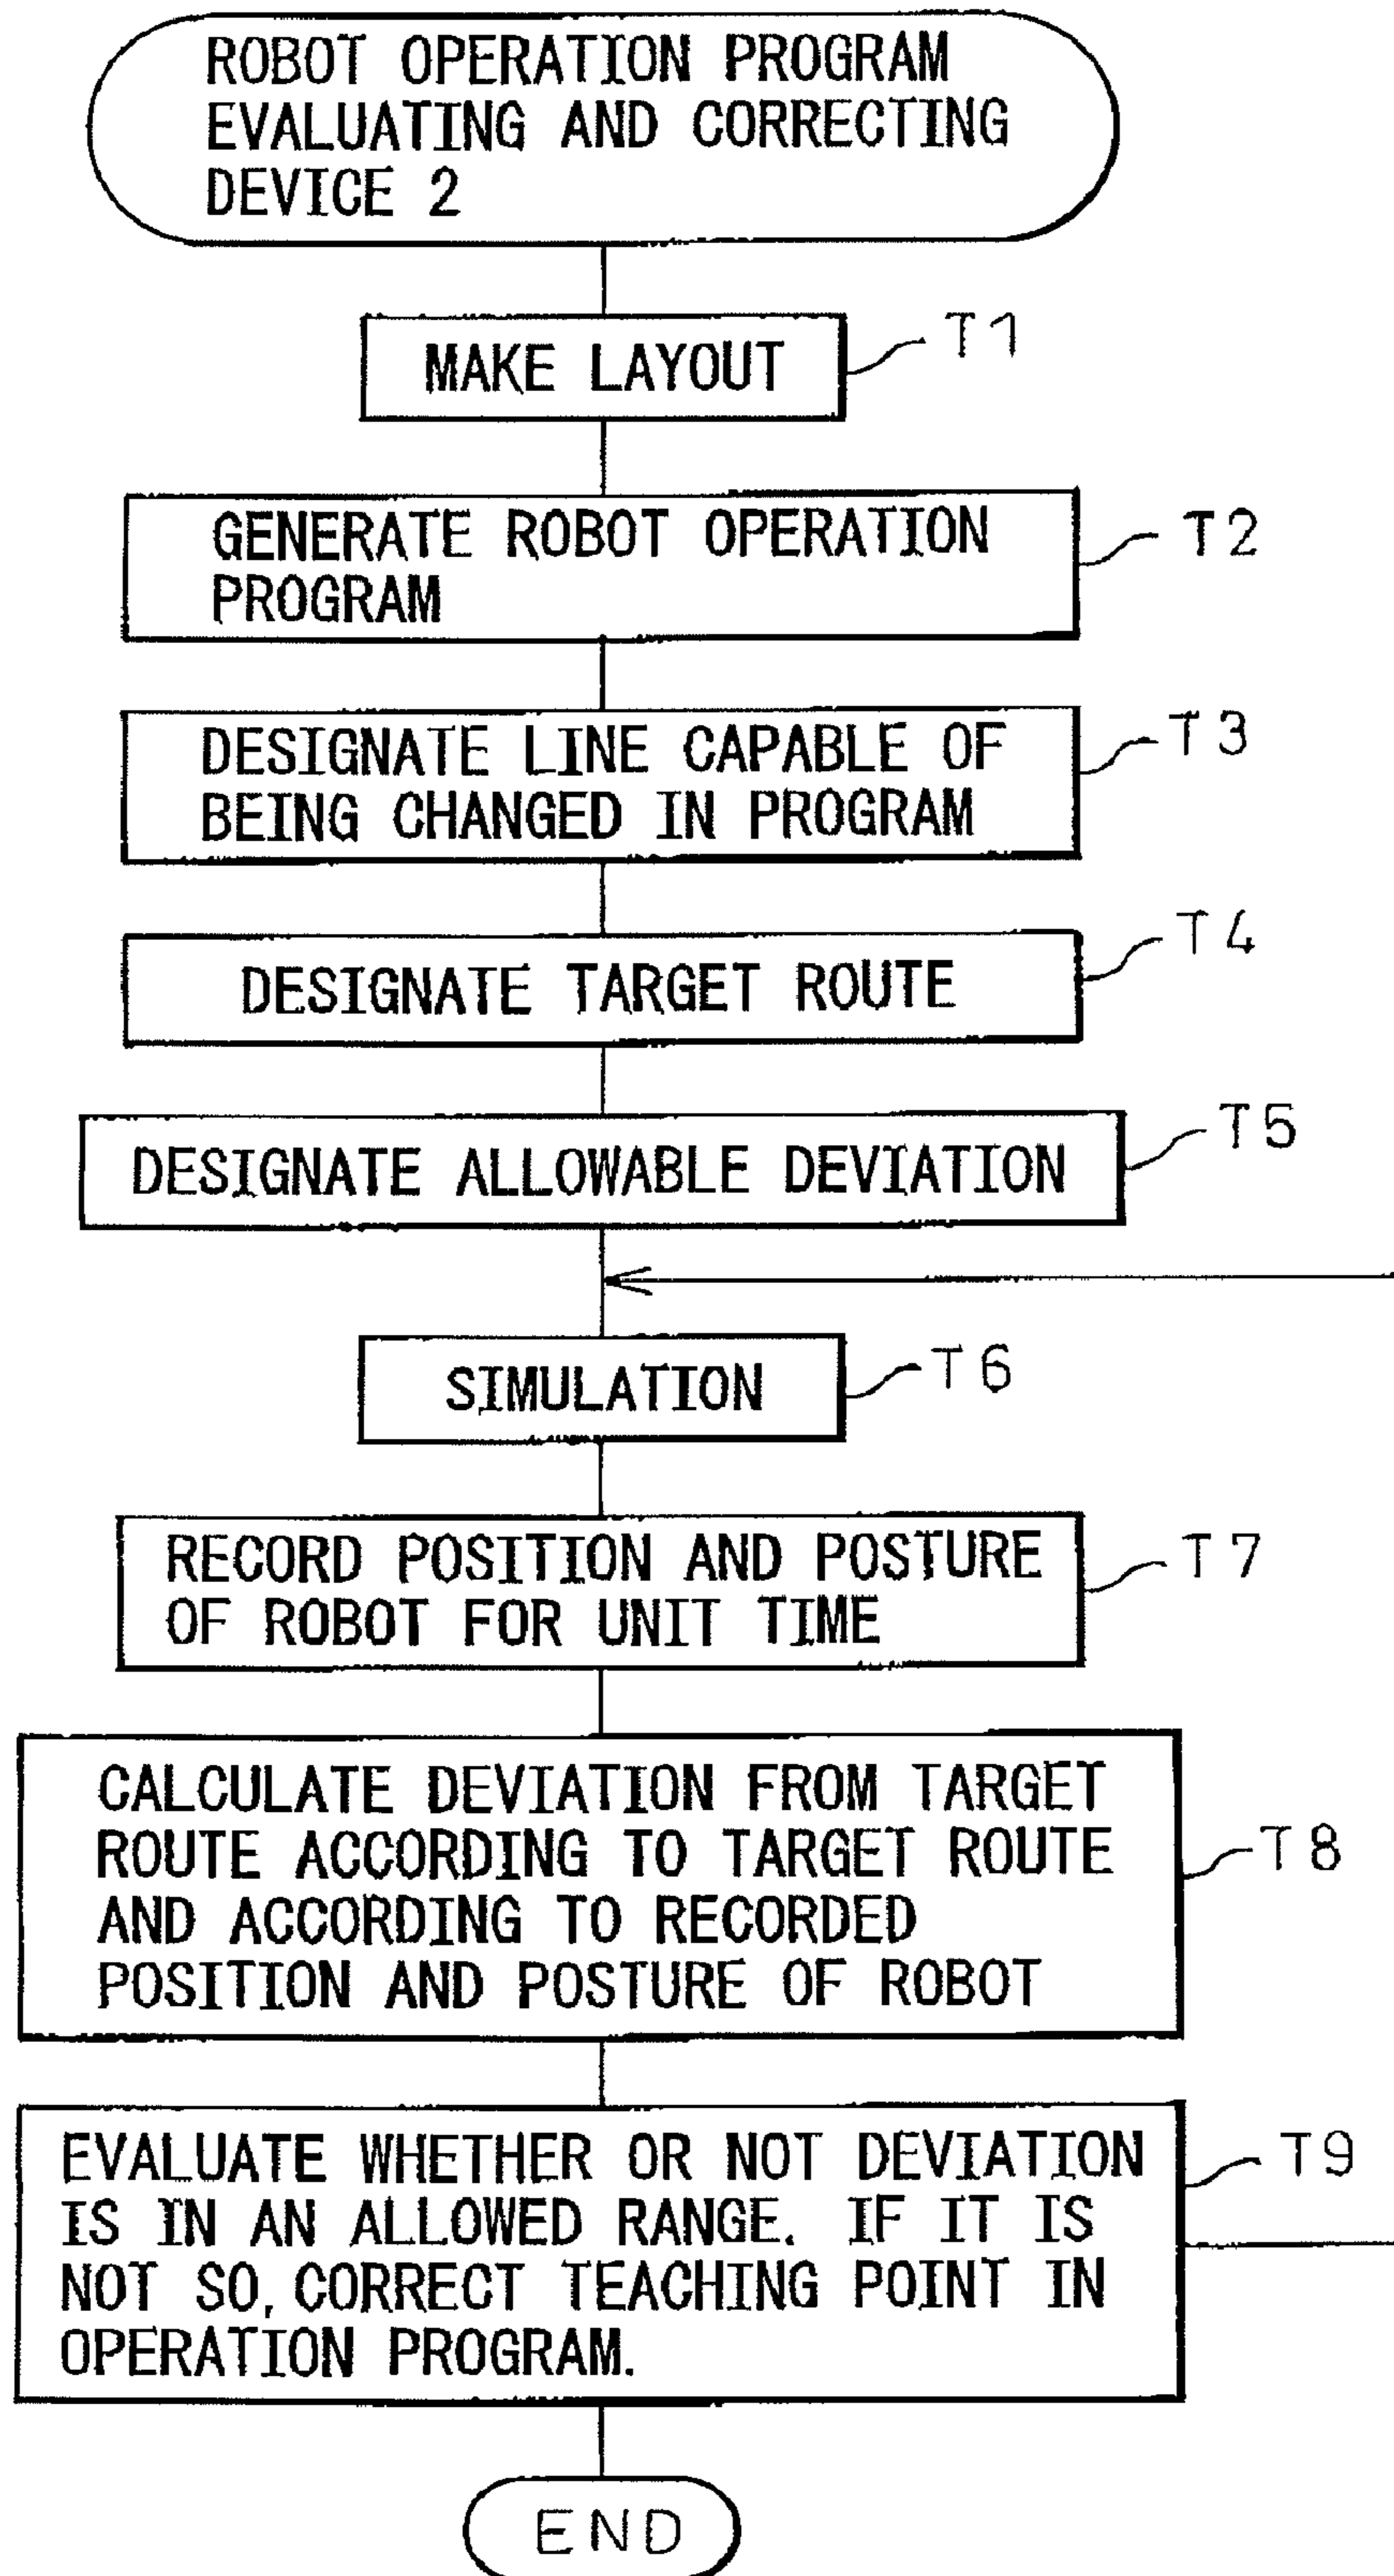 ROBOT OPERATION PROGRAM
EVALUATING AND CORRECTING
DEVICE 2
MAKE LAYOUT
T1
GENERATE ROBOT OPERATION
PROGRAM
T2
DESIGNATE LINE CAPABLE OF
BEING CHANGED IN PROGRAM
T3
DESIGNATE TARGET ROUTE
T4
DESIGNATE ALLOWABLE DEVIATION
T5
SIMULATION
T6
RECORD POSITION AND POSTURE
OF ROBOT FOR UNIT TIME
T7
CALCULATE DEVIATION FROM TARGET
ROUTE ACCORDING TO TARGET ROUTE
AND ACCORDING TO RECORDED
POSITION AND POSTURE OF ROBOT
T8
EVALUATE WHETHER OR NOT DEVIATION
IS IN AN ALLOWED RANGE. IF IT IS
NOT SO, CORRECT TEACHING POINT IN
OPERATION PROGRAM.
T9
END